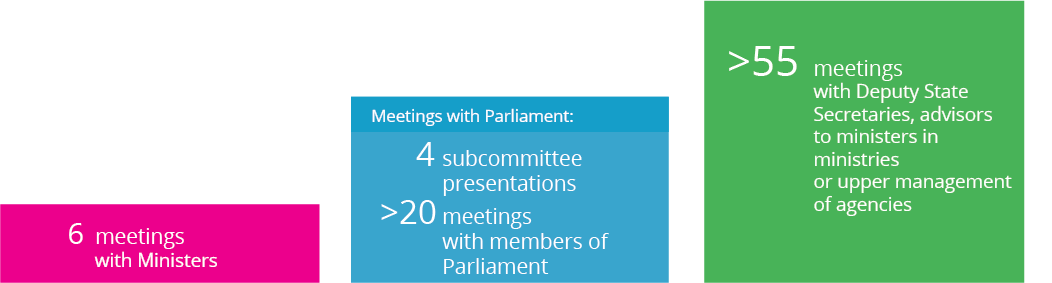 6 meetings
with Ministers
Meetings with Parliament:
4 subcommittee
presentations
>20 meetings
with members of
Parliament
>55 meetings
with Deputy State
Secretaries, advisors
to ministers in
ministries
or upper management
of agencies